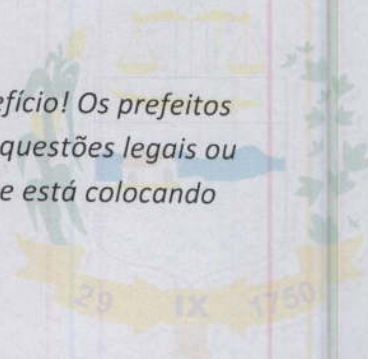 efício! Os prefeitos
questões legais ou
e está colocando
29 IX 1750